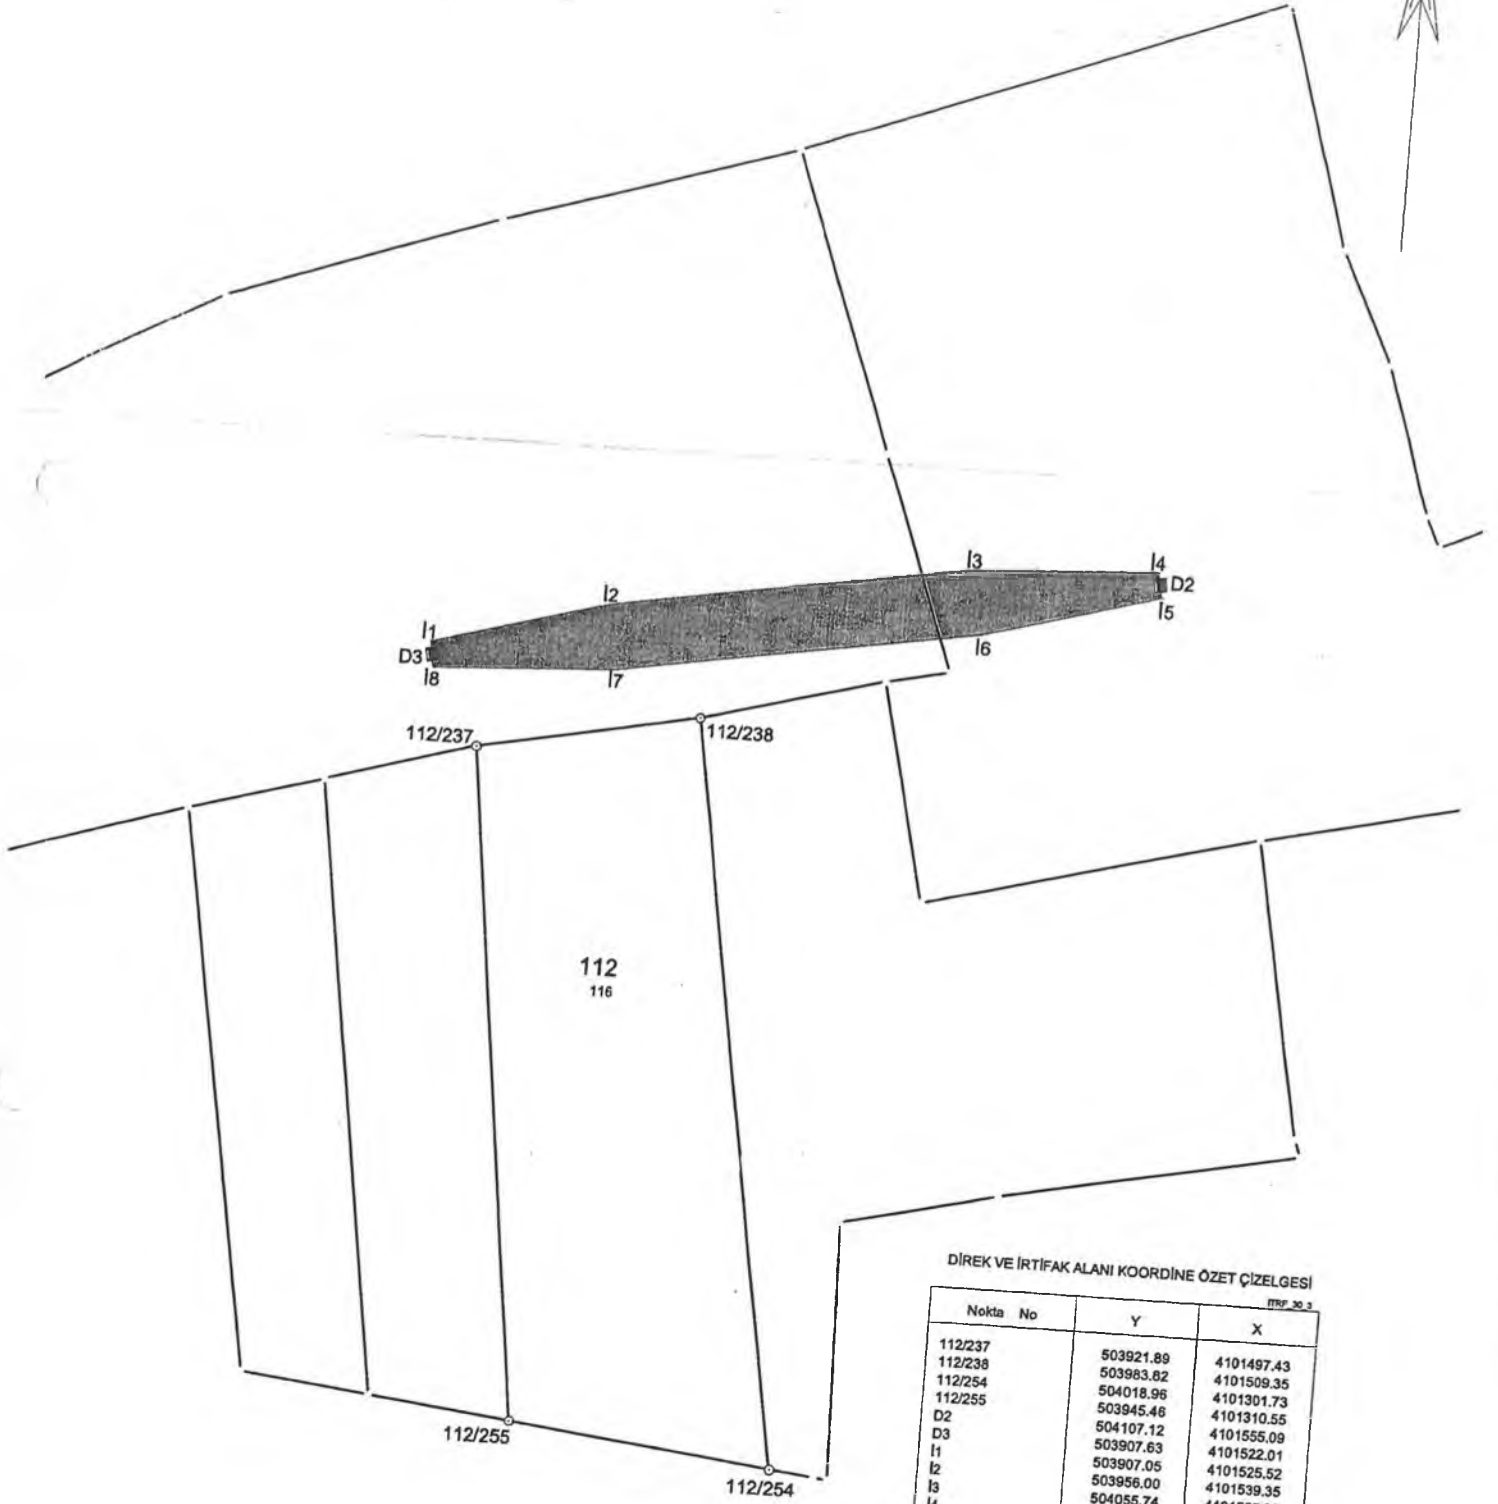 I3
I4
D2
I2
I5
I1
I6
D3
I8
I7
112/237
112/238
112
116
DİREK VE İRTİFAK ALANI KOORDİNE ÖZET ÇİZELGESİ
ITRF_30_3
Nokta No Y X
112/237 503921.89 4101497.43
112/238 503983.82 4101509.35
112/254 504018.96 4101301.73
112/255 503945.46 4101310.55
D2 504107.12 4101555.09
D3 503907.63 4101522.01
I1 503907.05 4101525.52
I2 503956.00 4101539.35
I3 504055.74
112/255
112/254